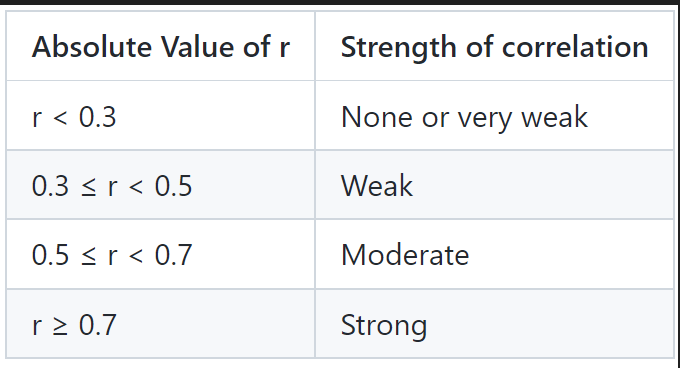 Absolute Value of r Strength of correlation
r < 0.3 None or very weak
0.3 ≤ r < 0.5 Weak
0.5 ≤ r < 0.7 Moderate
r ≥ 0.7 Strong